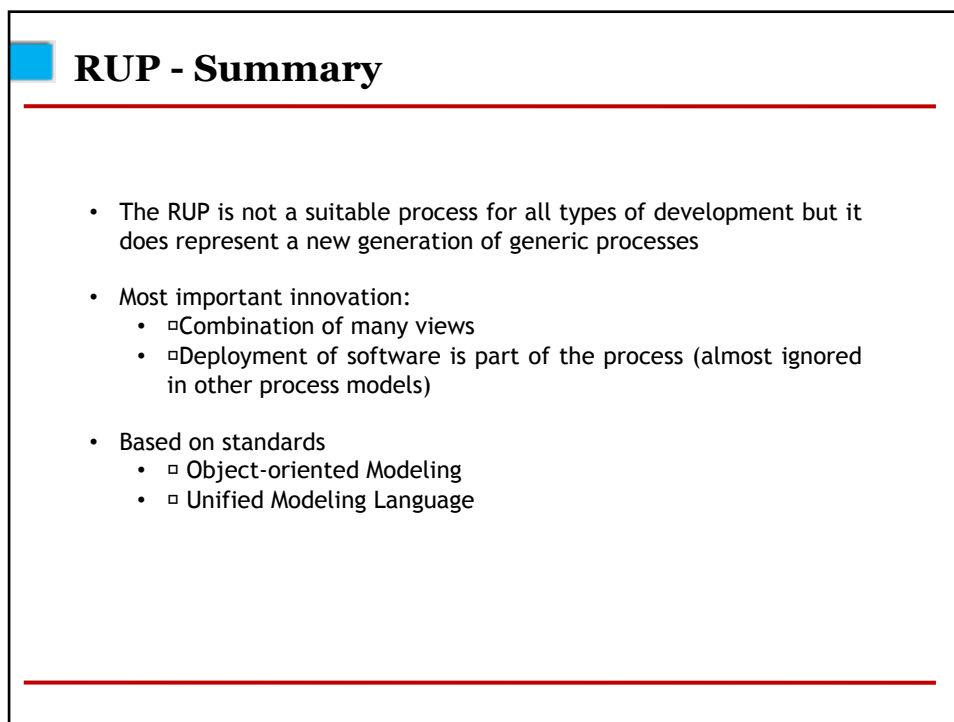 RUP - Summary
• The RUP is not a suitable process for all types of development but it
does represent a new generation of generic processes
• Most important innovation:
• ▫Combination of many views
• ▫Deployment of software is part of the process (almost ignored
in other process models)
• Based on standards
• ▫ Object-oriented Modeling
• ▫ Unified Modeling Language